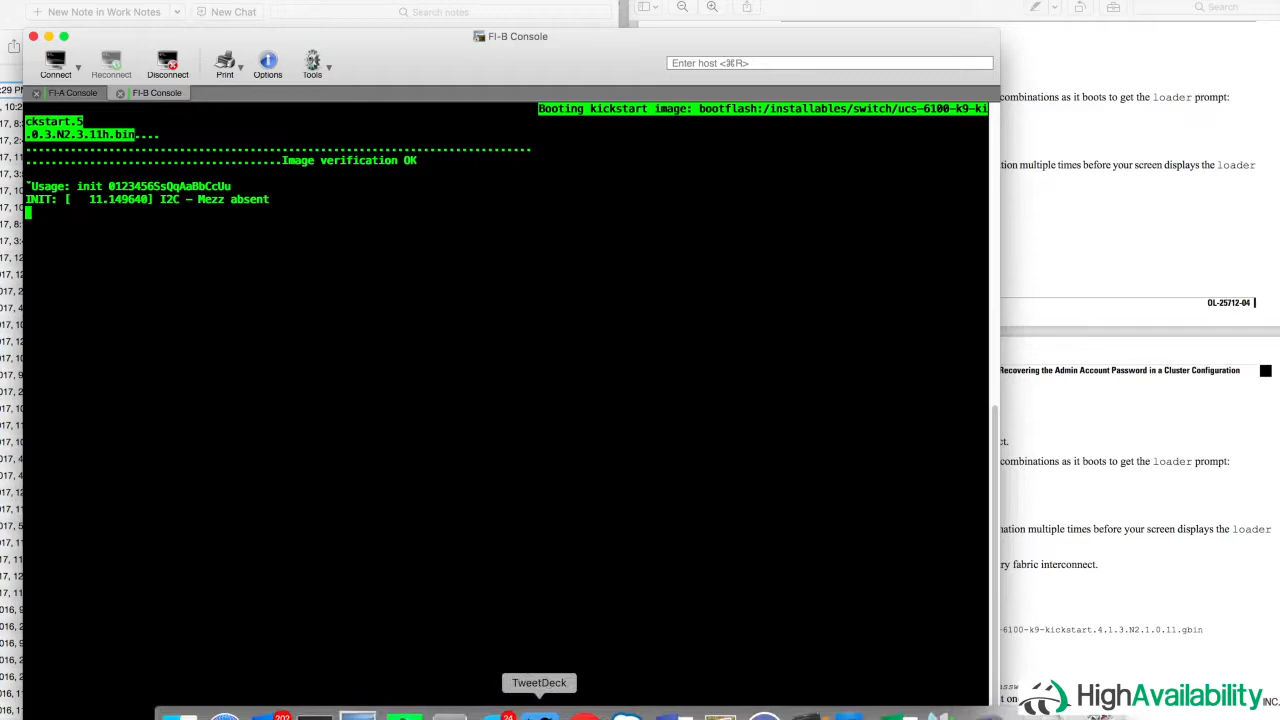 New Note in Work Notes
New Chat
Search notes
Search
FI-B Console
Connect
Reconnect
Disconnect
Print
Options
Tools
Enter host <⌘R>
FI-A Console
FI-B Console
Booting kickstart image: bootflash:/installables/switch/ucs-6100-k9-ki
ckstart.5
.0.3.N2.3.11h.bin....
...............................................................................
........................................Image verification OK
Usage: init 0123456SsQqAaBbCcUu
INIT: [   11.149640] I2C - Mezz absent
combinations as it boots to get the loader prompt:
tion multiple times before your screen displays the loader
OL-25712-04
Recovering the Admin Account Password in a Cluster Configuration
ct.
combinations as it boots to get the loader prompt:
nation multiple times before your screen displays the loader
ry fabric interconnect.
-6100-k9-kickstart.4.1.3.N2.1.0.11.gbin
TweetDeck
202
24
HighAvailability INC.